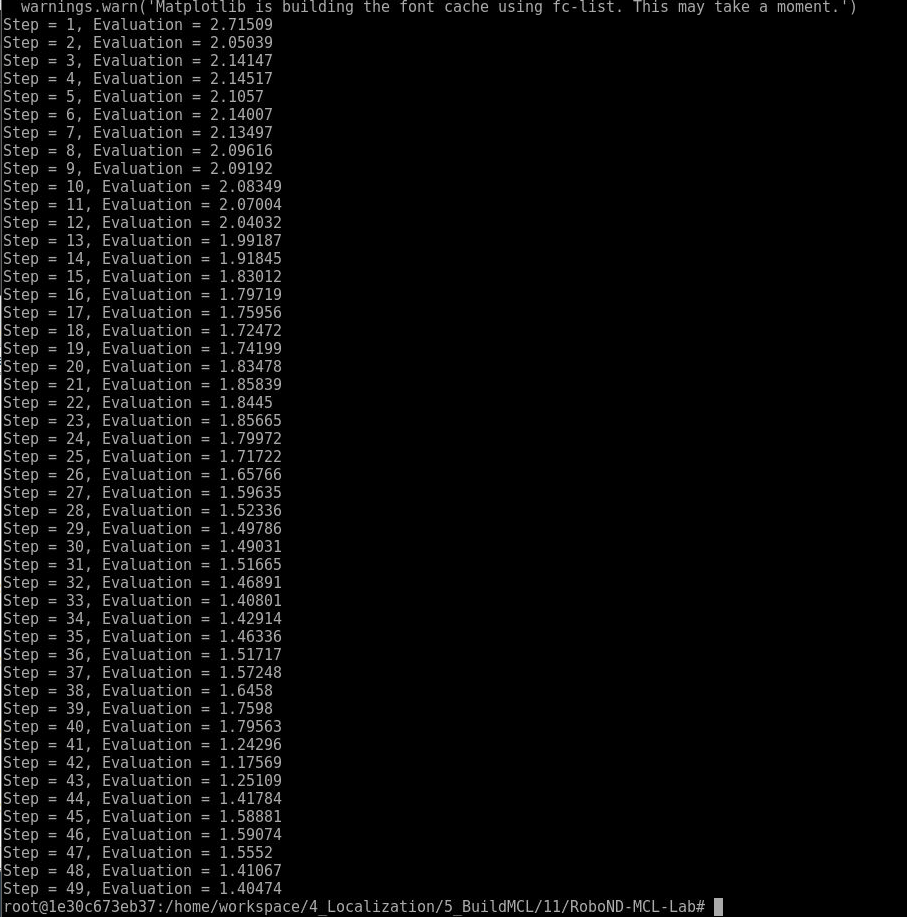 warnings.warn('Matplotlib is building the font cache using fc-list. This may take a moment.')
Step = 1, Evaluation = 2.71509
Step = 2, Evaluation = 2.05039
Step = 3, Evaluation = 2.14147
Step = 4, Evaluation = 2.14517
Step = 5, Evaluation = 2.1057
Step = 6, Evaluation = 2.14007
Step = 7, Evaluation = 2.13497
Step = 8, Evaluation = 2.09616
Step = 9, Evaluation = 2.09192
Step = 10, Evaluation = 2.08349
Step = 11, Evaluation = 2.07004
Step = 12, Evaluation = 2.04032
Step = 13, Evaluation = 1.99187
Step = 14, Evaluation = 1.91845
Step = 15, Evaluation = 1.83012
Step = 16, Evaluation = 1.79719
Step = 17, Evaluation = 1.75956
Step = 18, Evaluation = 1.72472
Step = 19, Evaluation = 1.74199
Step = 20, Evaluation = 1.83478
Step = 21, Evaluation = 1.85839
Step = 22, Evaluation = 1.8445
Step = 23, Evaluation = 1.85665
Step = 24, Evaluation = 1.79972
Step = 25, Evaluation = 1.71722
Step = 26, Evaluation = 1.65766
Step = 27, Evaluation = 1.59635
Step = 28, Evaluation = 1.52336
Step = 29, Evaluation = 1.49786
Step = 30, Evaluation = 1.49031
Step = 31, Evaluation = 1.51665
Step = 32, Evaluation = 1.46891
Step = 33, Evaluation = 1.40801
Step = 34, Evaluation = 1.42914
Step = 35, Evaluation = 1.46336
Step = 36, Evaluation = 1.51717
Step = 37, Evaluation = 1.57248
Step = 38, Evaluation = 1.6458
Step = 39, Evaluation = 1.7598
Step = 40, Evaluation = 1.79563
Step = 41, Evaluation = 1.24296
Step = 42, Evaluation = 1.17569
Step = 43, Evaluation = 1.25109
Step = 44, Evaluation = 1.41784
Step = 45, Evaluation = 1.58881
Step = 46, Evaluation = 1.59074
Step = 47, Evaluation = 1.5552
Step = 48, Evaluation = 1.41067
Step = 49, Evaluation = 1.40474
root@1e30c673eb37:/home/workspace/4_Localization/5_BuildMCL/11/RoboND-MCL-Lab#